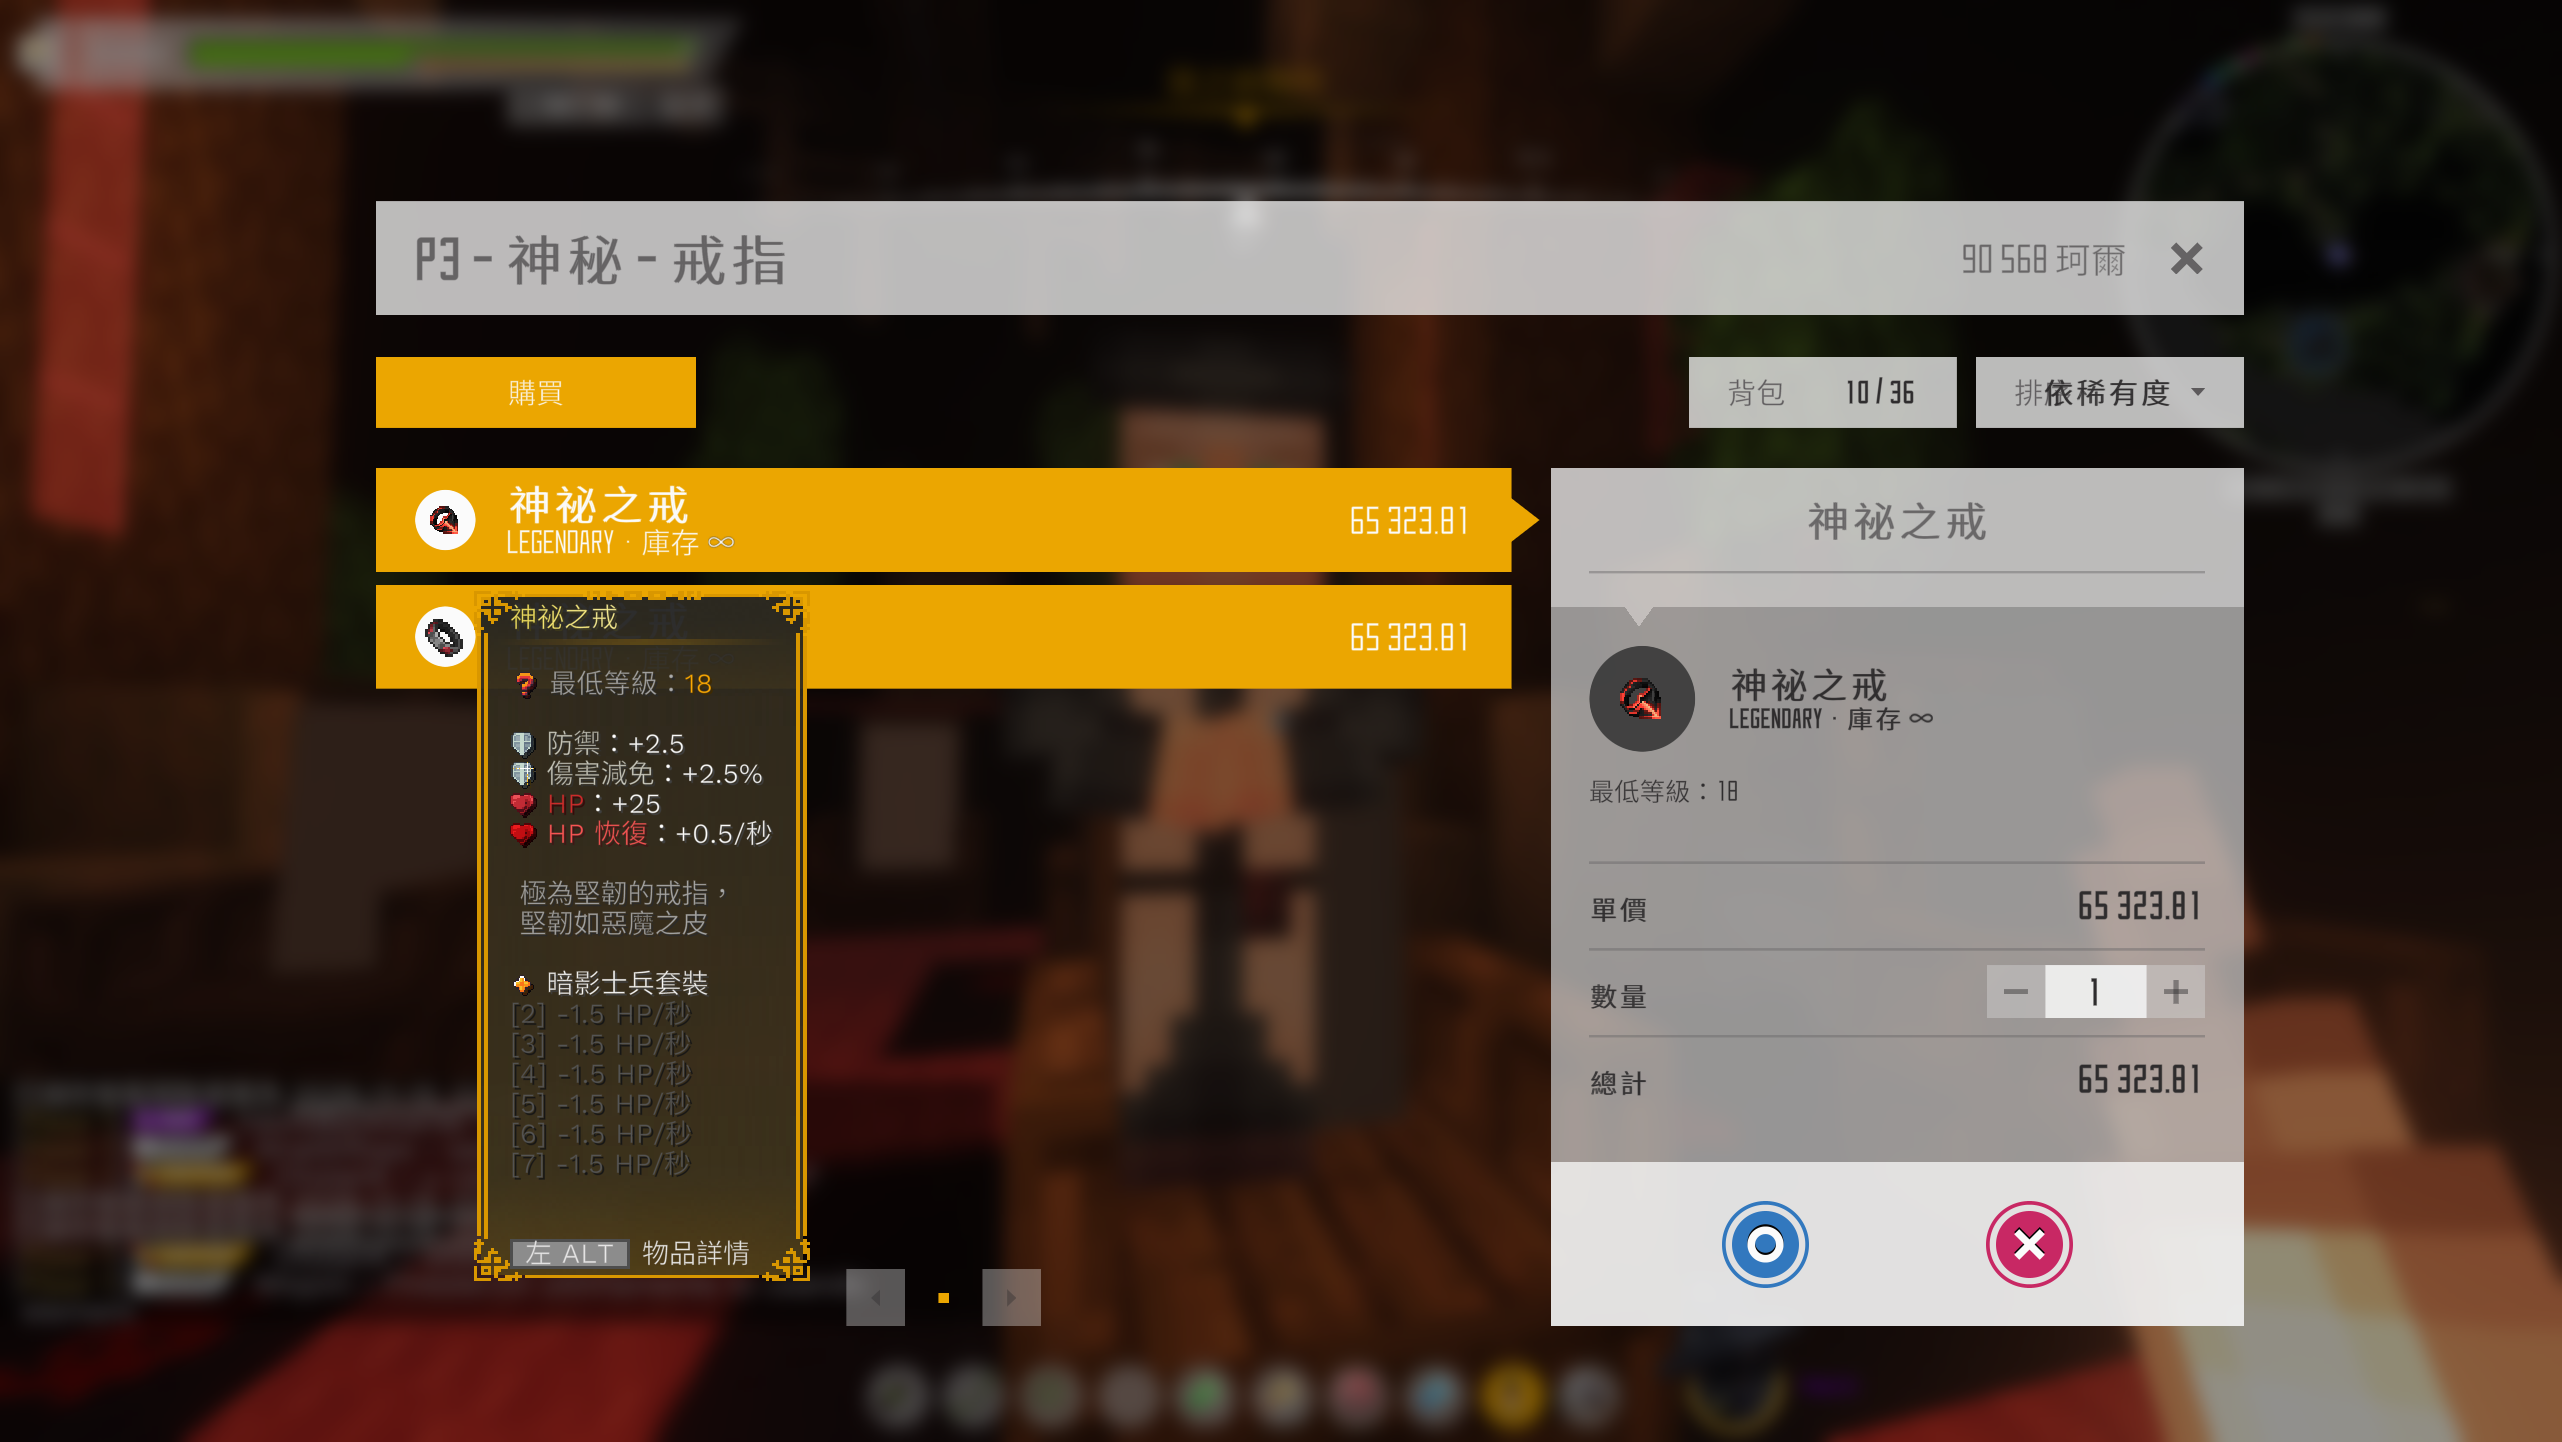 P3 - 神秘 - 戒指
90 568 珂爾
購買
背包 10 / 36
依稀有度
神祕之戒
LEGENDARY · 庫存 ∞
65 323.81
65 323.81
神祕之戒
最低等級：18
防禦：+2.5
傷害減免：+2.5%
HP：+25
HP 恢復：+0.5/秒
極為堅韌的戒指，
堅韌如惡魔之皮
暗影士兵套裝
[2] -1.5 HP/秒
[3] -1.5 HP/秒
[4] -1.5 HP/秒
[5] -1.5 HP/秒
[6] -1.5 HP/秒
[7] -1.5 HP/秒
左 ALT 物品詳情
神祕之戒
神祕之戒
LEGENDARY · 庫存 ∞
最低等級：18
單價 65 323.81
數量 − 1 +
總計 65 323.81